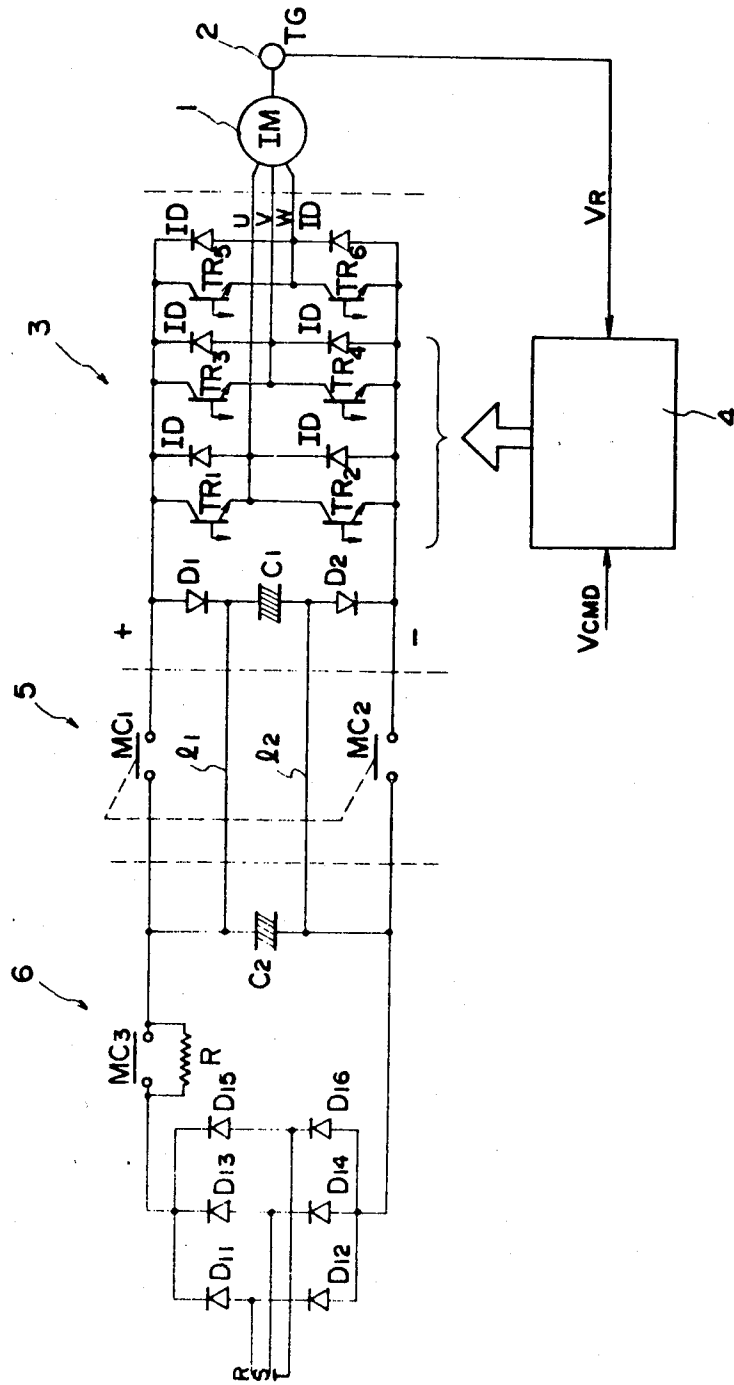 6
5
3
MC3
R
MC1
MC2
ℓ1
ℓ2
+
-
C2
D11
D13
D15
D12
D14
D16
R
S
T
D1
C1
D2
TR1
ID
TR3
ID
TR5
ID
TR2
ID
TR4
ID
TR6
ID
U
V
W
1
IM
2
TG
VCMD
4
VR